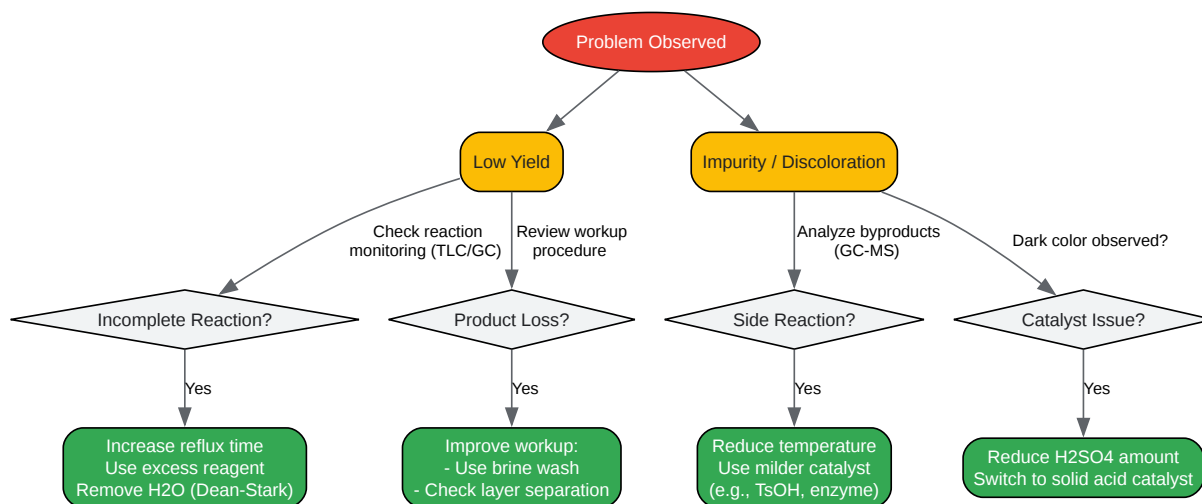 Problem Observed
Low Yield
Impurity / Discoloration
Check reaction
monitoring (TLC/GC)
Review workup
procedure
Analyze byproducts
(GC-MS)
Dark color observed?
Incomplete Reaction?
Product Loss?
Side Reaction?
Catalyst Issue?
Yes
Yes
Yes
Yes
Increase reflux time
Use excess reagent
Remove H2O (Dean-Stark)
Improve workup:
- Use brine wash
- Check layer separation
Reduce temperature
Use milder catalyst
(e.g., TsOH, enzyme)
Reduce H2SO4 amount
Switch to solid acid catalyst